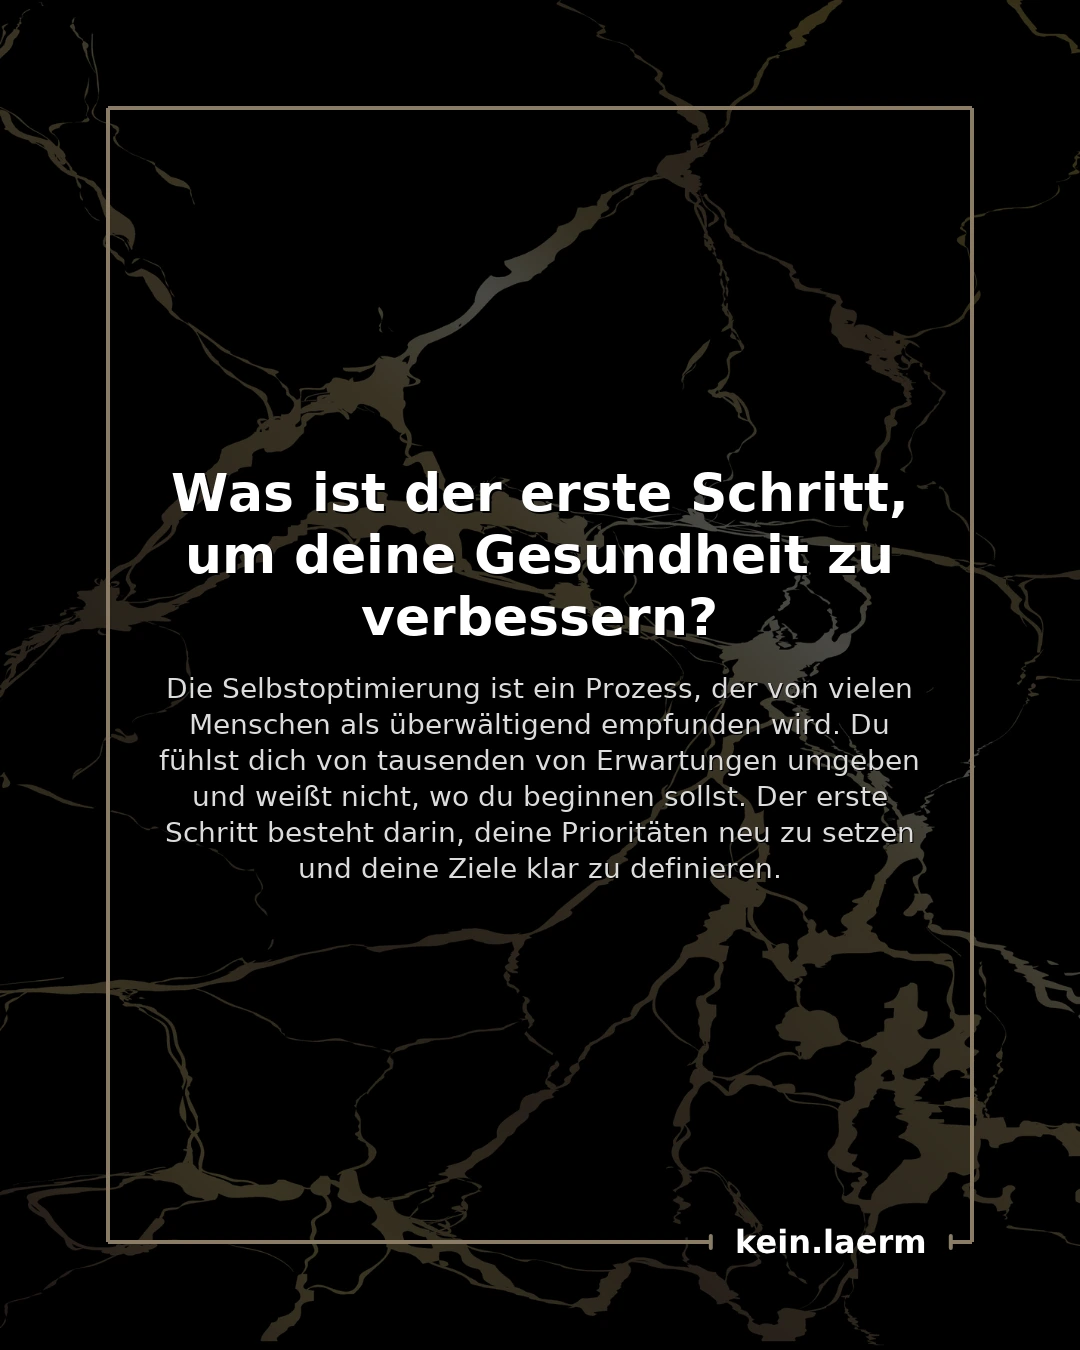 Was ist der erste Schritt,
um deine Gesundheit zu
verbessern?
Die Selbstoptimierung ist ein Prozess, der von vielen
Menschen als überwältigend empfunden wird. Du
fühlst dich von tausenden von Erwartungen umgeben
und weißt nicht, wo du beginnen sollst. Der erste
Schritt besteht darin, deine Prioritäten neu zu setzen
und deine Ziele klar zu definieren.
kein.laerm